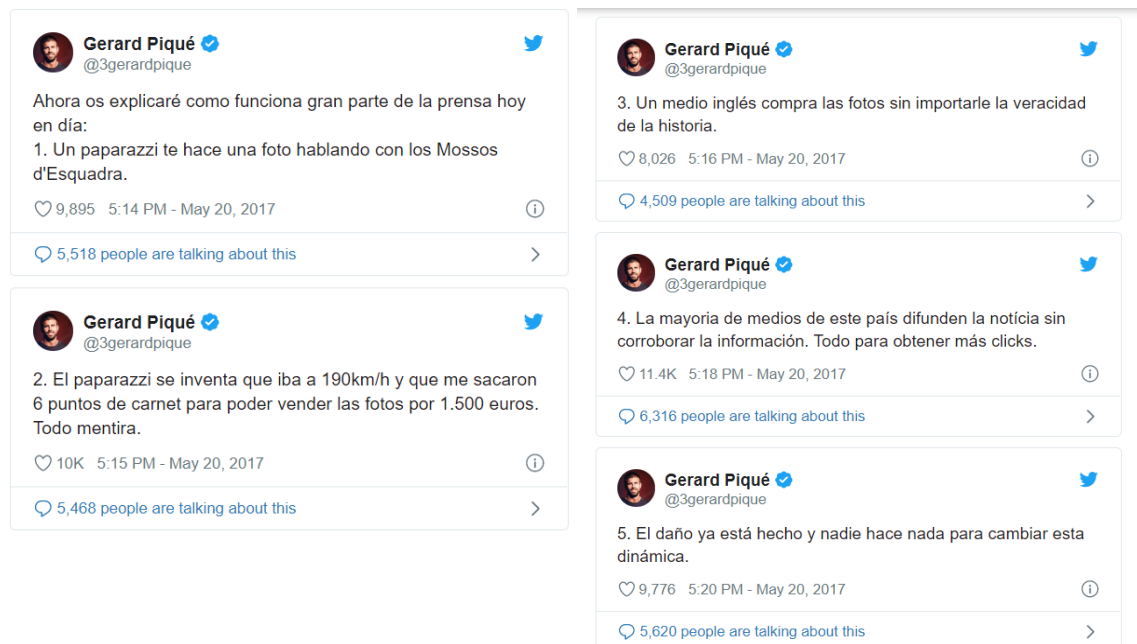 Gerard Piqué
@3gerardpique
Ahora os explicaré como funciona gran parte de la prensa hoy
en día:
1. Un paparazzi te hace una foto hablando con los Mossos
d'Esquadra.
9,895 5:14 PM - May 20, 2017
5,518 people are talking about this
Gerard Piqué
@3gerardpique
2. El paparazzi se inventa que iba a 190km/h y que me sacaron
6 puntos de carnet para poder vender las fotos por 1.500 euros.
Todo mentira.
10K 5:15 PM - May 20, 2017
5,468 people are talking about this
Gerard Piqué
@3gerardpique
3. Un medio inglés compra las fotos sin importarle la veracidad
de la historia.
8,026 5:16 PM - May 20, 2017
4,509 people are talking about this
Gerard Piqué
@3gerardpique
4. La mayoria de medios de este país difunden la notícia sin
corroborar la información. Todo para obtener más clicks.
11.4K 5:18 PM - May 20, 2017
6,316 people are talking about this
Gerard Piqué
@3gerardpique
5. El daño ya está hecho y nadie hace nada para cambiar esta
dinámica.
9,776 5:20 PM - May 20, 2017
5,620 people are talking about this